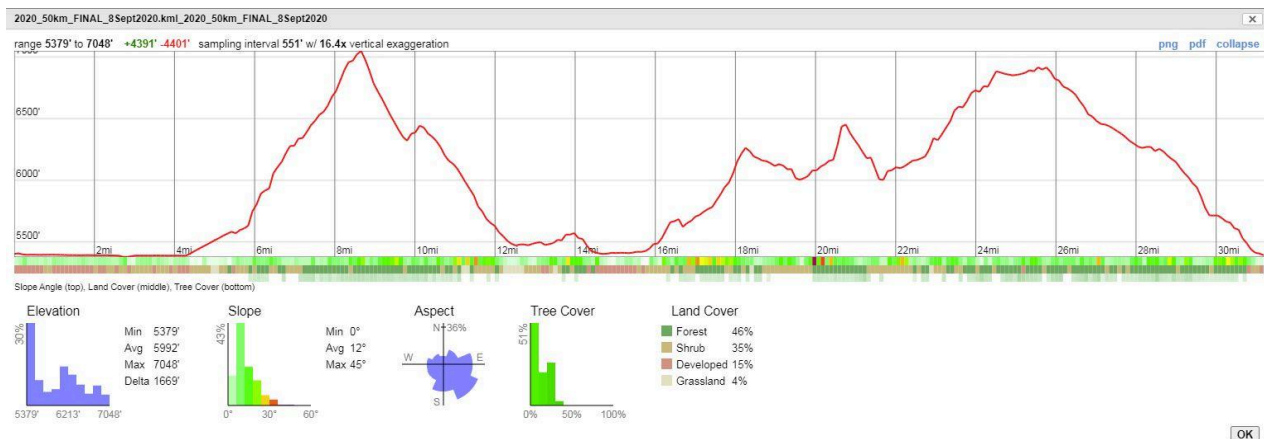 2020_50km_FINAL_8Sept2020.kml_2020_50km_FINAL_8Sept2020
range 5379' to 7048' +4391' -4401' sampling interval 551' w/ 16.4x vertical exaggeration png pdf collapse
6500'
6000'
5500'
2mi 4mi 6mi 8mi 10mi 12mi 14mi 16mi 18mi 20mi 22mi 24mi 26mi 28mi 30mi
Slope Angle (top), Land Cover (middle), Tree Cover (bottom)
Elevation
30%
Min 5379'
Avg 5992'
Max 7048'
Delta 1669'
5379' 6213' 7048'
Slope
43%
Min 0°
Avg 12°
Max 45°
0° 30° 60°
Aspect
N 36%
W E
S
Tree Cover
51%
0% 50% 100%
Land Cover
Forest 46%
Shrub 35%
Developed 15%
Grassland 4%
OK